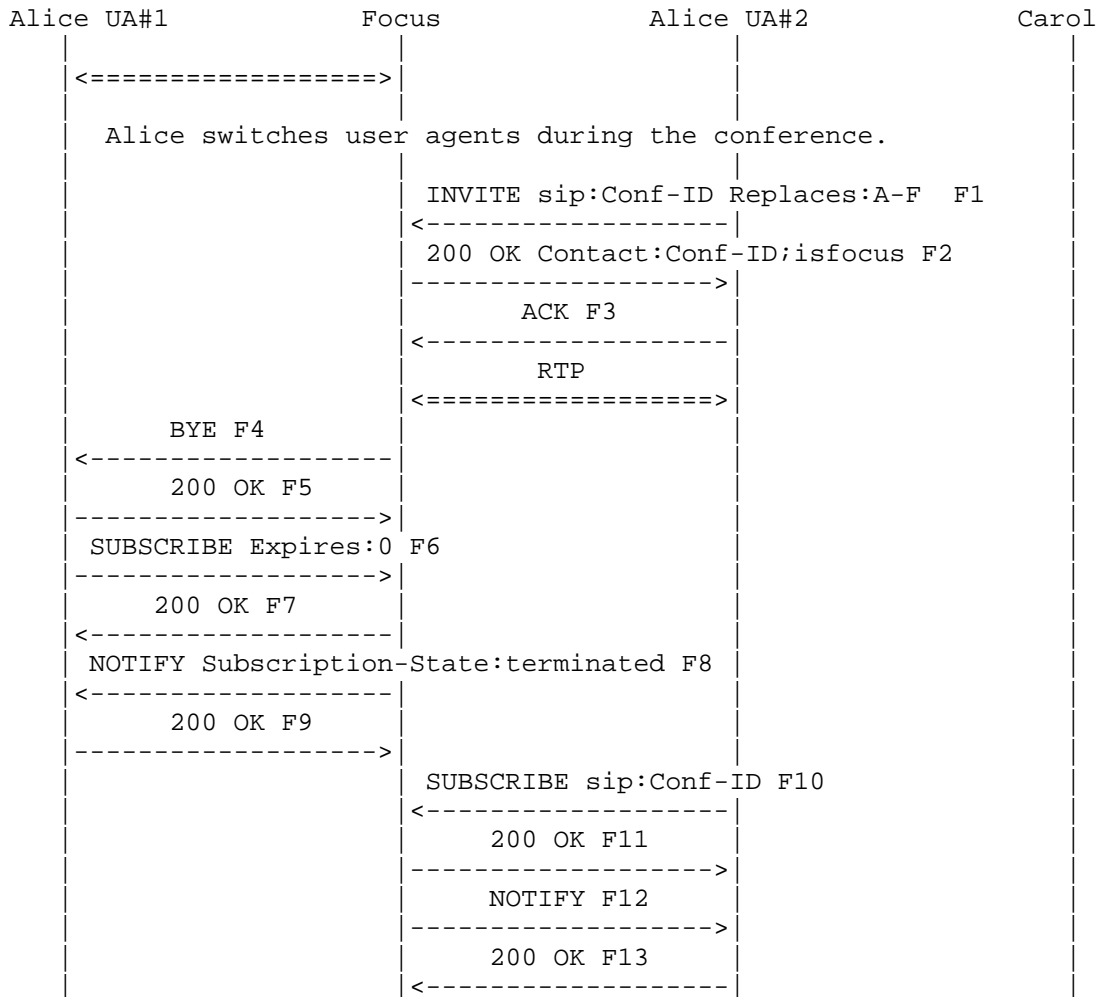 Alice UA#1 Focus Alice UA#2 Carol
<==================>
Alice switches user agents during the conference.
INVITE sip:Conf-ID Replaces:A-F F1
<-------------------
200 OK Contact:Conf-ID;isfocus F2
------------------->
ACK F3
<-------------------
RTP
<==================>
BYE F4
<-------------------
200 OK F5
------------------->
SUBSCRIBE Expires:0 F6
------------------->
200 OK F7
<-------------------
NOTIFY Subscription-State:terminated F8
<-------------------
200 OK F9
------------------->
SUBSCRIBE sip:Conf-ID F10
<-------------------
200 OK F11
------------------->
NOTIFY F12
------------------->
200 OK F13
<-------------------